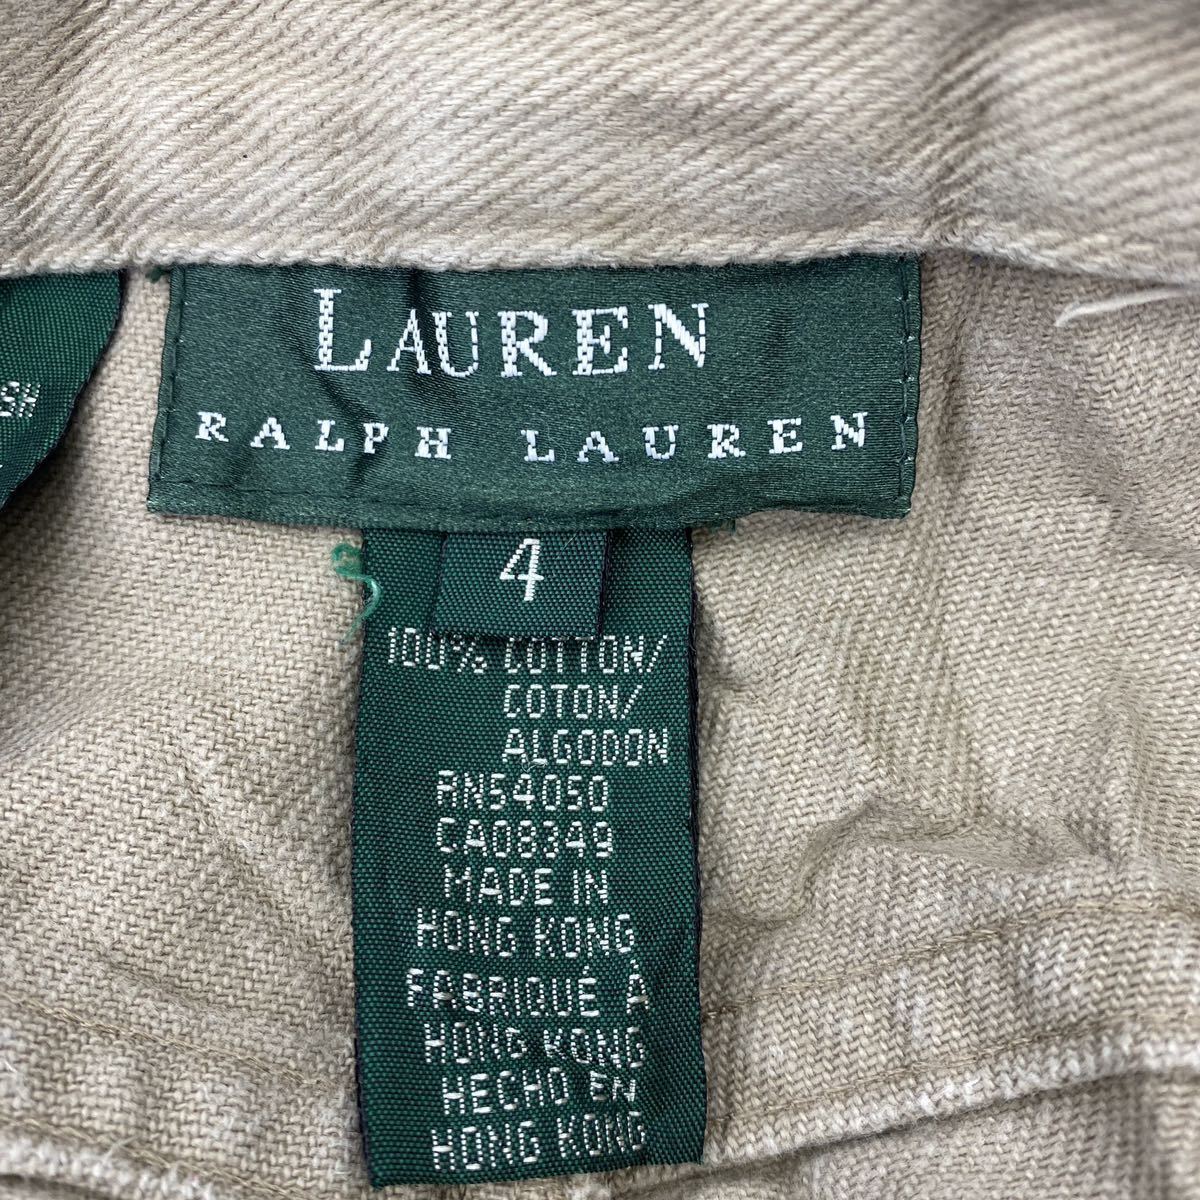 LAUREN
RALPH LAUREN
4
100% COTTON/
COTON/
ALGODON
RN54050
CA08349
MADE IN
HONG KONG
FABRIQUÉ À
HONG KONG
HECHO EN
HONG KONG
SH